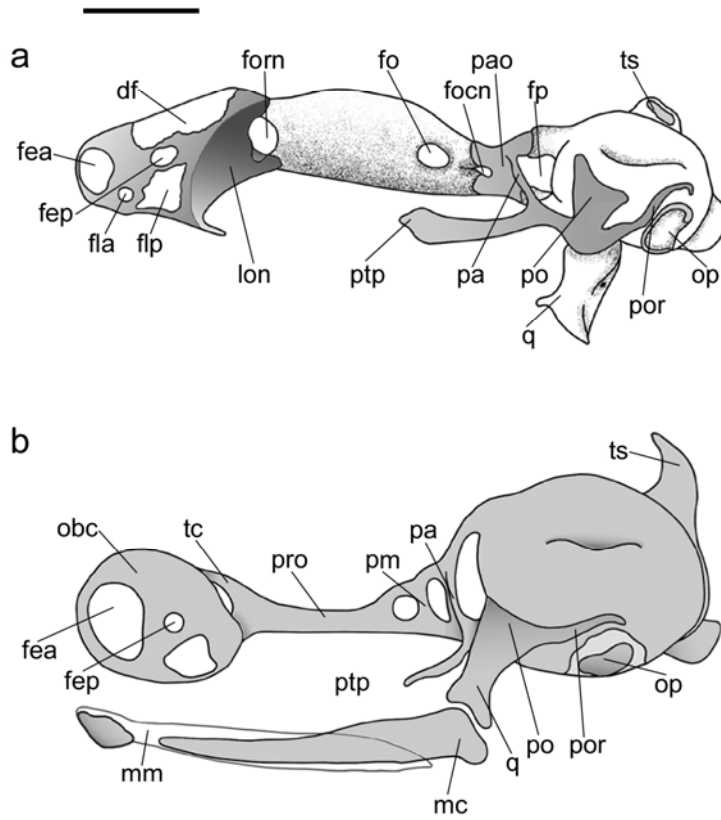 a
forn fo pao ts
df focn fp
fea
fep
fla flp lon ptp pa po op
por
q
b
ts
obc tc pa
pro pm
fea
fep ptp op
q po por
mm
mc